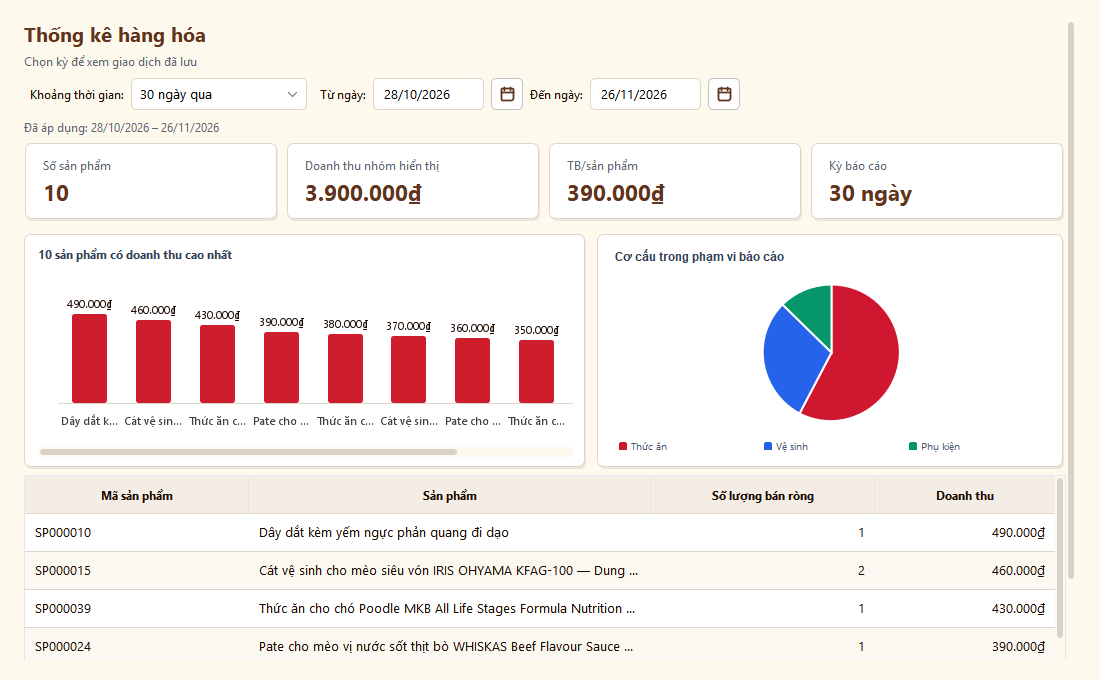 Thống kê hàng hóa
Chọn kỳ để xem giao dịch đã lưu
Khoảng thời gian: 30 ngày qua Từ ngày: 28/10/2026 Đến ngày: 26/11/2026
Đã áp dụng: 28/10/2026 – 26/11/2026
Số sản phẩm
10
Doanh thu nhóm hiển thị
3.900.000₫
TB/sản phẩm
390.000₫
Kỳ báo cáo
30 ngày
10 sản phẩm có doanh thu cao nhất
490.000₫ 460.000₫ 430.000₫ 390.000₫ 380.000₫ 370.000₫ 360.000₫ 350.000₫
Dây dắt k... Cát vệ sin... Thức ăn c... Pate cho ... Thức ăn c... Cát vệ sin... Pate cho ... Thức ăn c...
Cơ cấu trong phạm vi báo cáo
Thức ăn Vệ sinh Phụ kiện
Mã sản phẩm Sản phẩm Số lượng bán ròng Doanh thu
SP000010 Dây dắt kèm yếm ngực phản quang đi dạo 1 490.000₫
SP000015 Cát vệ sinh cho mèo siêu vón IRIS OHYAMA KFAG-100 — Dung ... 2 460.000₫
SP000039 Thức ăn cho chó Poodle MKB All Life Stages Formula Nutrition ... 1 430.000₫
SP000024 Pate cho mèo vị nước sốt thịt bò WHISKAS Beef Flavour Sauce ... 1 390.000₫